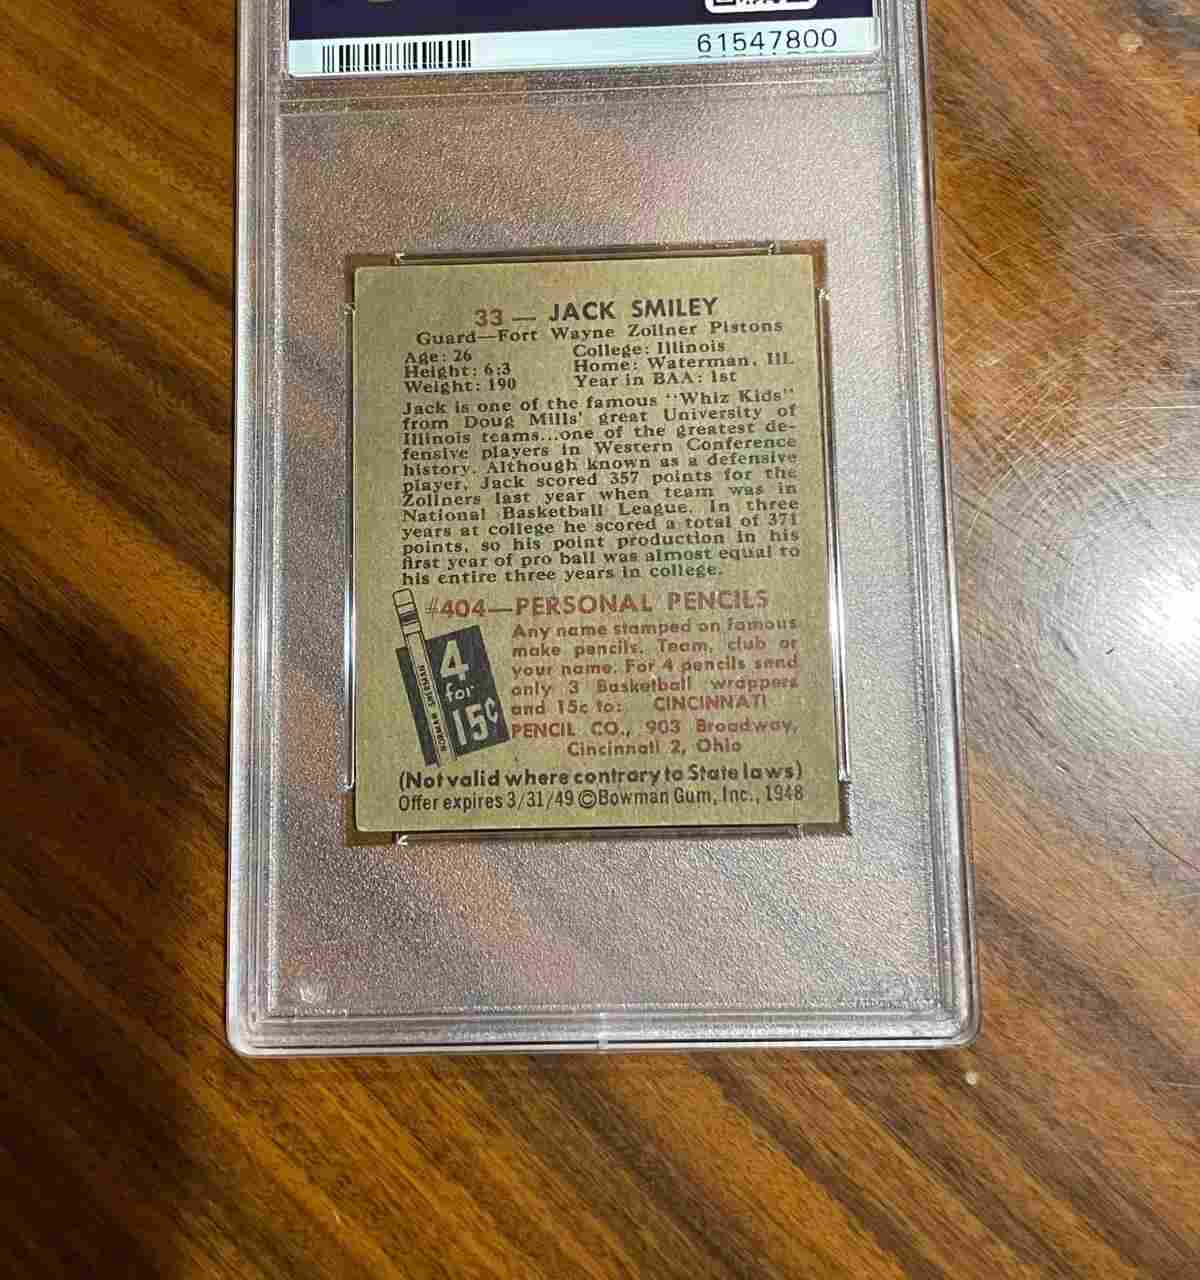 61547800
33 — JACK SMILEY
Guard—Fort Wayne Zollner Pistons
Age: 26 College: Illinois
Height: 6:3 Home: Waterman, Ill.
Weight: 190 Year in BAA: 1st
Jack is one of the famous "Whiz Kids"
from Doug Mills' great University of
Illinois teams...one of the greatest de-
fensive players in Western Conference
history. Although known as a defensive
player, Jack scored 357 points for the
Zollners last year when team was in
National Basketball League. In three
years at college he scored a total of 371
points, so his point production in his
first year of pro ball was almost equal to
his entire three years in college.
#404—PERSONAL PENCILS
Any name stamped on famous
make pencils. Team, club or
your name. For 4 pencils send
only 3 Basketball wrappers
and 15c to: CINCINNATI
PENCIL CO., 903 Broadway,
Cincinnati 2, Ohio
4
for
15¢
(Not valid where contrary to State laws)
Offer expires 3/31/49 ©Bowman Gum, Inc., 1948